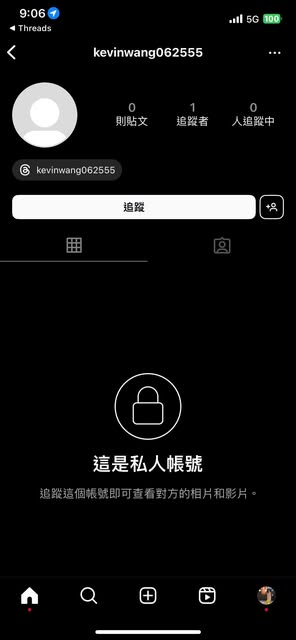 9:06
5G
100
◀ Threads
kevinwang062555
0
1
0
則貼文
追蹤者
人追蹤中
kevinwang062555
追蹤
這是私人帳號
追蹤這個帳號即可查看對方的相片和影片。